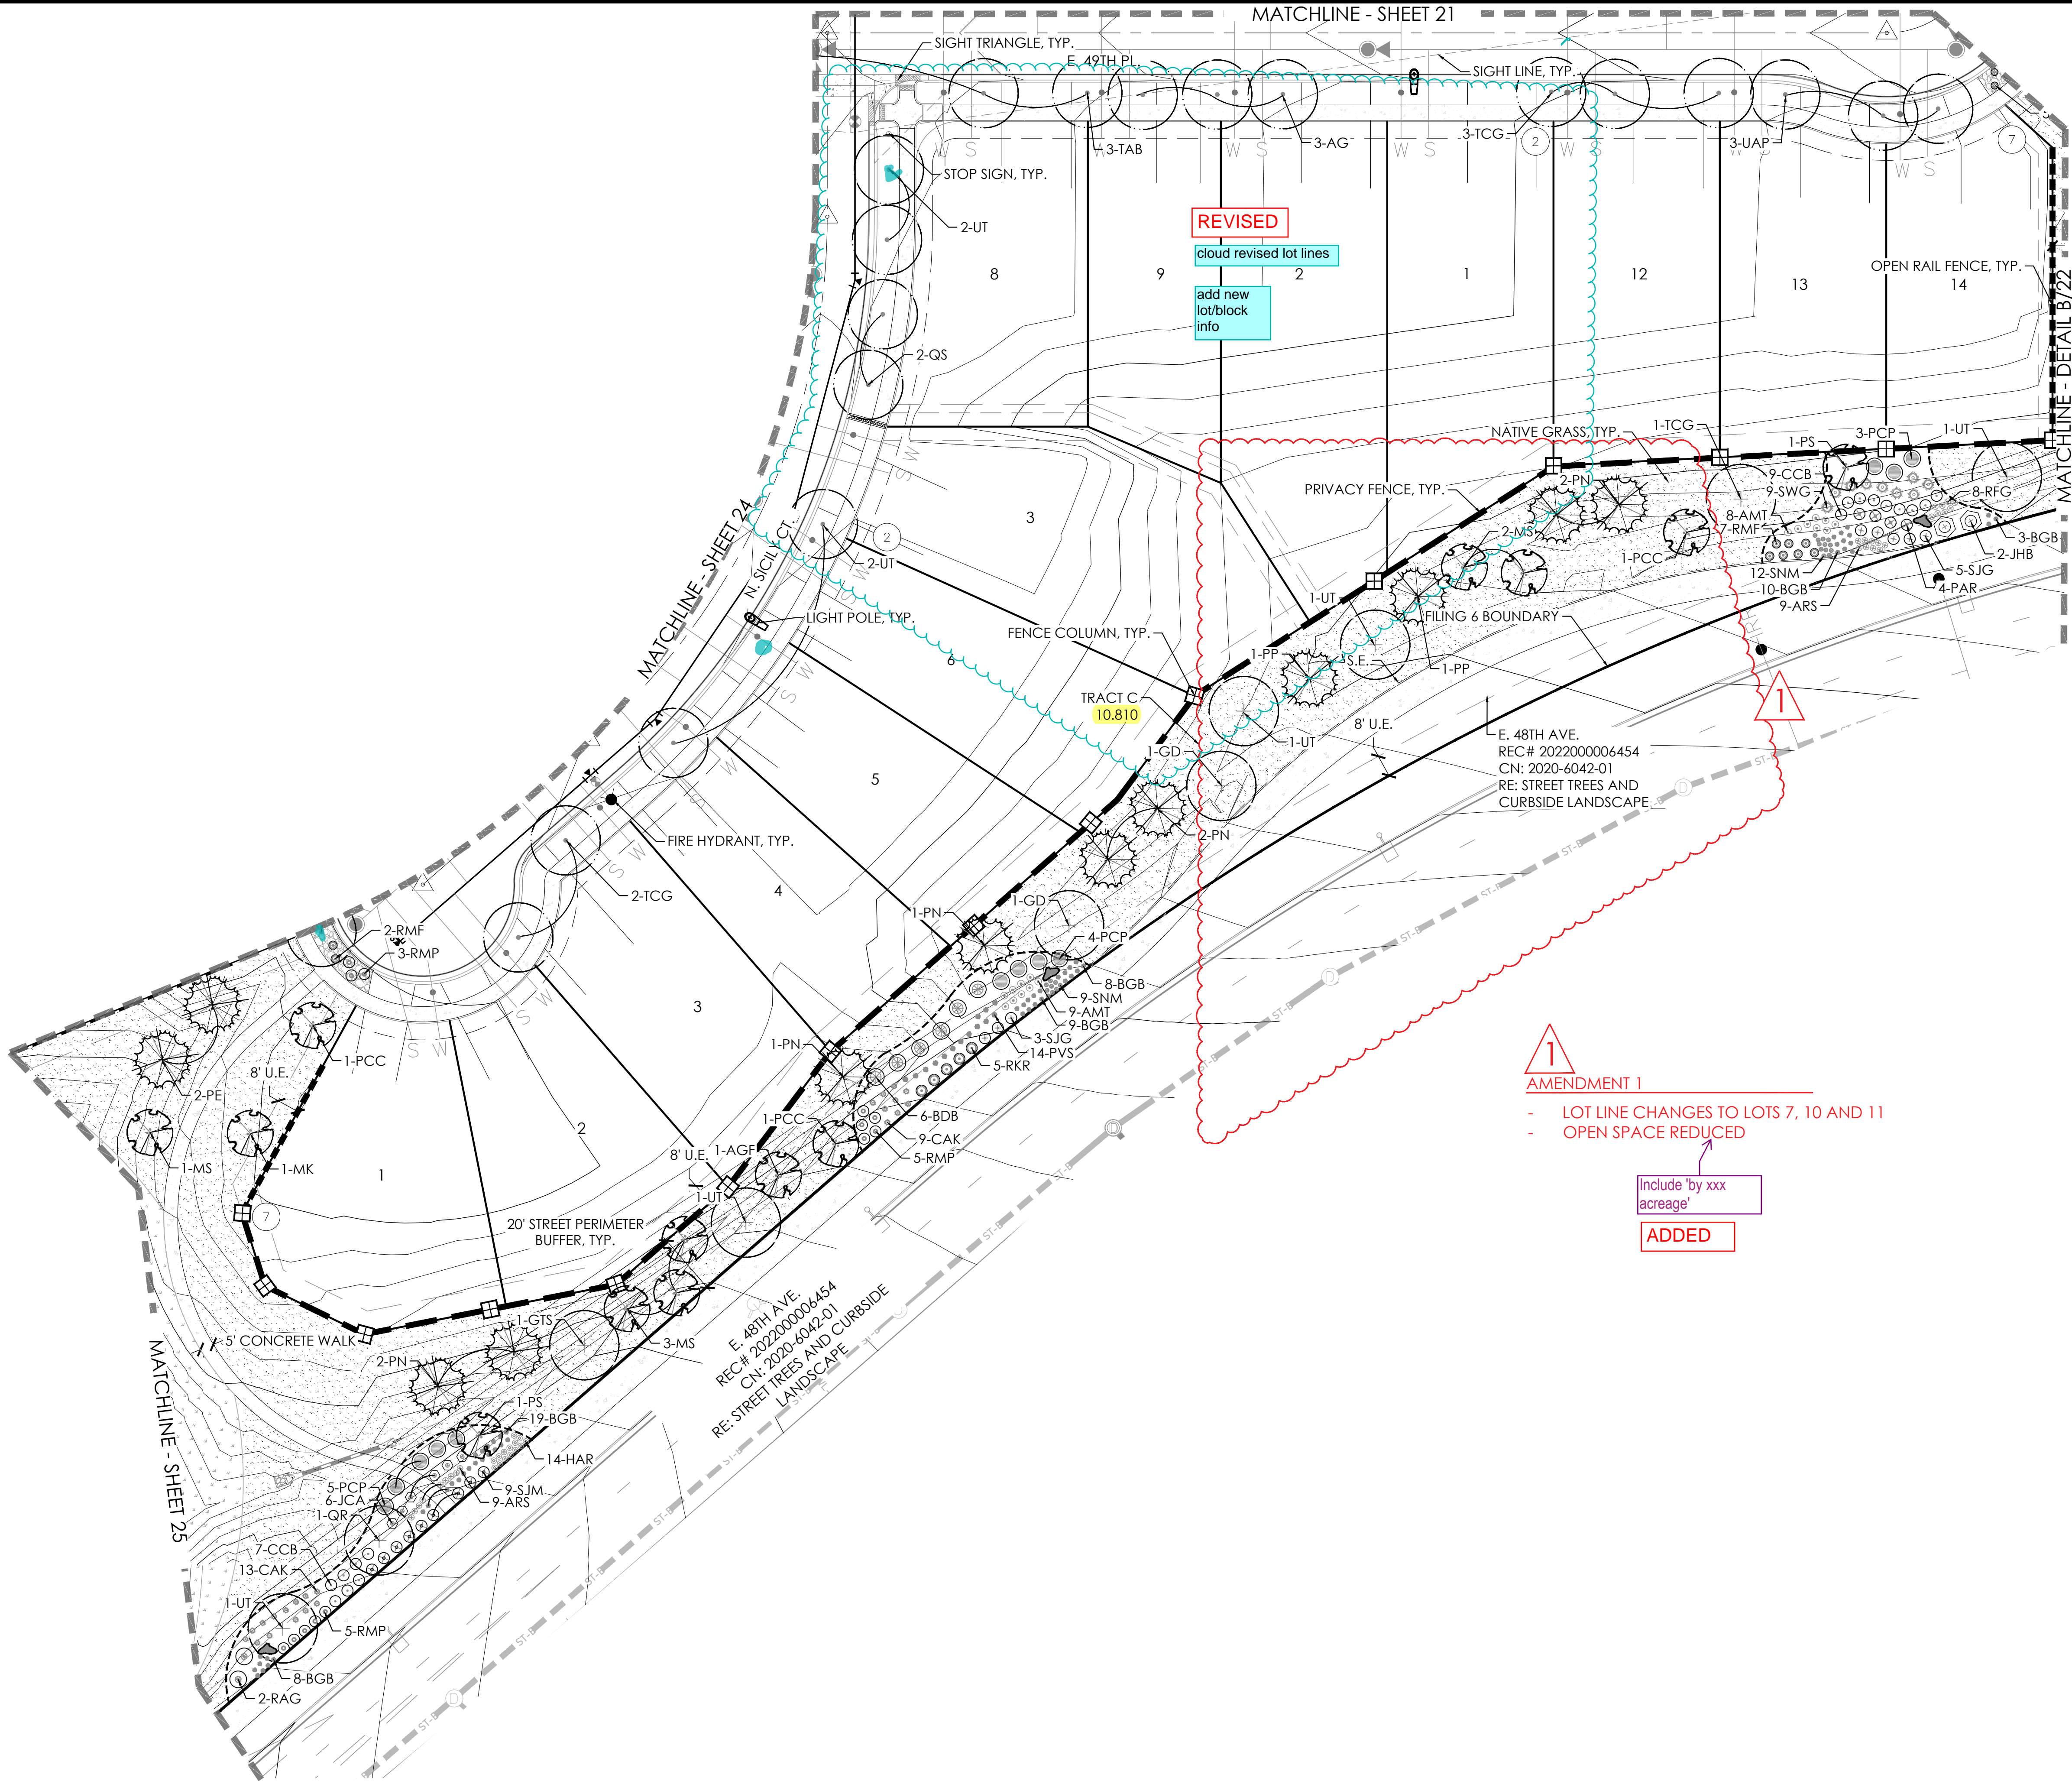 MATCHLINE - SHEET 21
SIGHT TRIANGLE, TYP.
E. 49TH PL.
SIGHT LINE, TYP.
3-TAB
3-AG
3-TCG
2
3-UAP
7
W S
W S
W S
W S
W S
W S
STOP SIGN, TYP.
2-UT
REVISED
cloud revised lot lines
add new
lot/block
info
8
9
2
1
12
13
14
OPEN RAIL FENCE, TYP.
MATCHLINE - DETAIL B/22
2-QS
NATIVE GRASS, TYP.
1-TCG
1-PS
3-PCP
1-UT
PRIVACY FENCE, TYP.
2-PN
9-CCB
9-SWG
8-RFG
8-AMT
7-RMF
2-MS
1-PCC
3-BGB
2-JHB
5-SJG
4-PAR
12-SNM
10-BGB
9-ARS
MATCHLINE - SHEET 24
N. SICILY CT.
3
2
2-UT
LIGHT POLE, TYP.
1-UT
FILING 6 BOUNDARY
FENCE COLUMN, TYP.
6
1-PP
S.E.
1-PP
TRACT C
10.810
1
8' U.E.
E. 48TH AVE.
REC# 2022000006454
CN: 2020-6042-01
RE: STREET TREES AND
CURBSIDE LANDSCAPE
1-UT
1-GD
5
2-PN
FIRE HYDRANT, TYP.
2-TCG
4
1-PN
1-GD
4-PCP
2-RMF
3-RMP
8-BGB
9-SNM
9-AMT
9-BGB
3-SJG
14-PVS
5-RKR
3
1-PN
1
AMENDMENT 1
- LOT LINE CHANGES TO LOTS 7, 10 AND 11
- OPEN SPACE REDUCED
Include 'by xxx
acreage'
ADDED
1-PCC
8' U.E.
2-PE
6-BDB
1-PCC
9-CAK
5-RMP
2
1-MS
1-MK
1
8' U.E.
1-AGF
1-UT
7
20' STREET PERIMETER
BUFFER, TYP.
1-GTS
5' CONCRETE WALK
3-MS
2-PN
E. 48TH AVE.
REC# 2022000006454
CN: 2020-6042-01
RE: STREET TREES AND CURBSIDE
LANDSCAPE
MATCHLINE - SHEET 25
1-PS
19-BGB
14-HAR
5-PCP
6-JCA
1-QR
9-SJM
9-ARS
7-CCB
13-CAK
1-UT
5-RMP
8-BGB
2-RAG